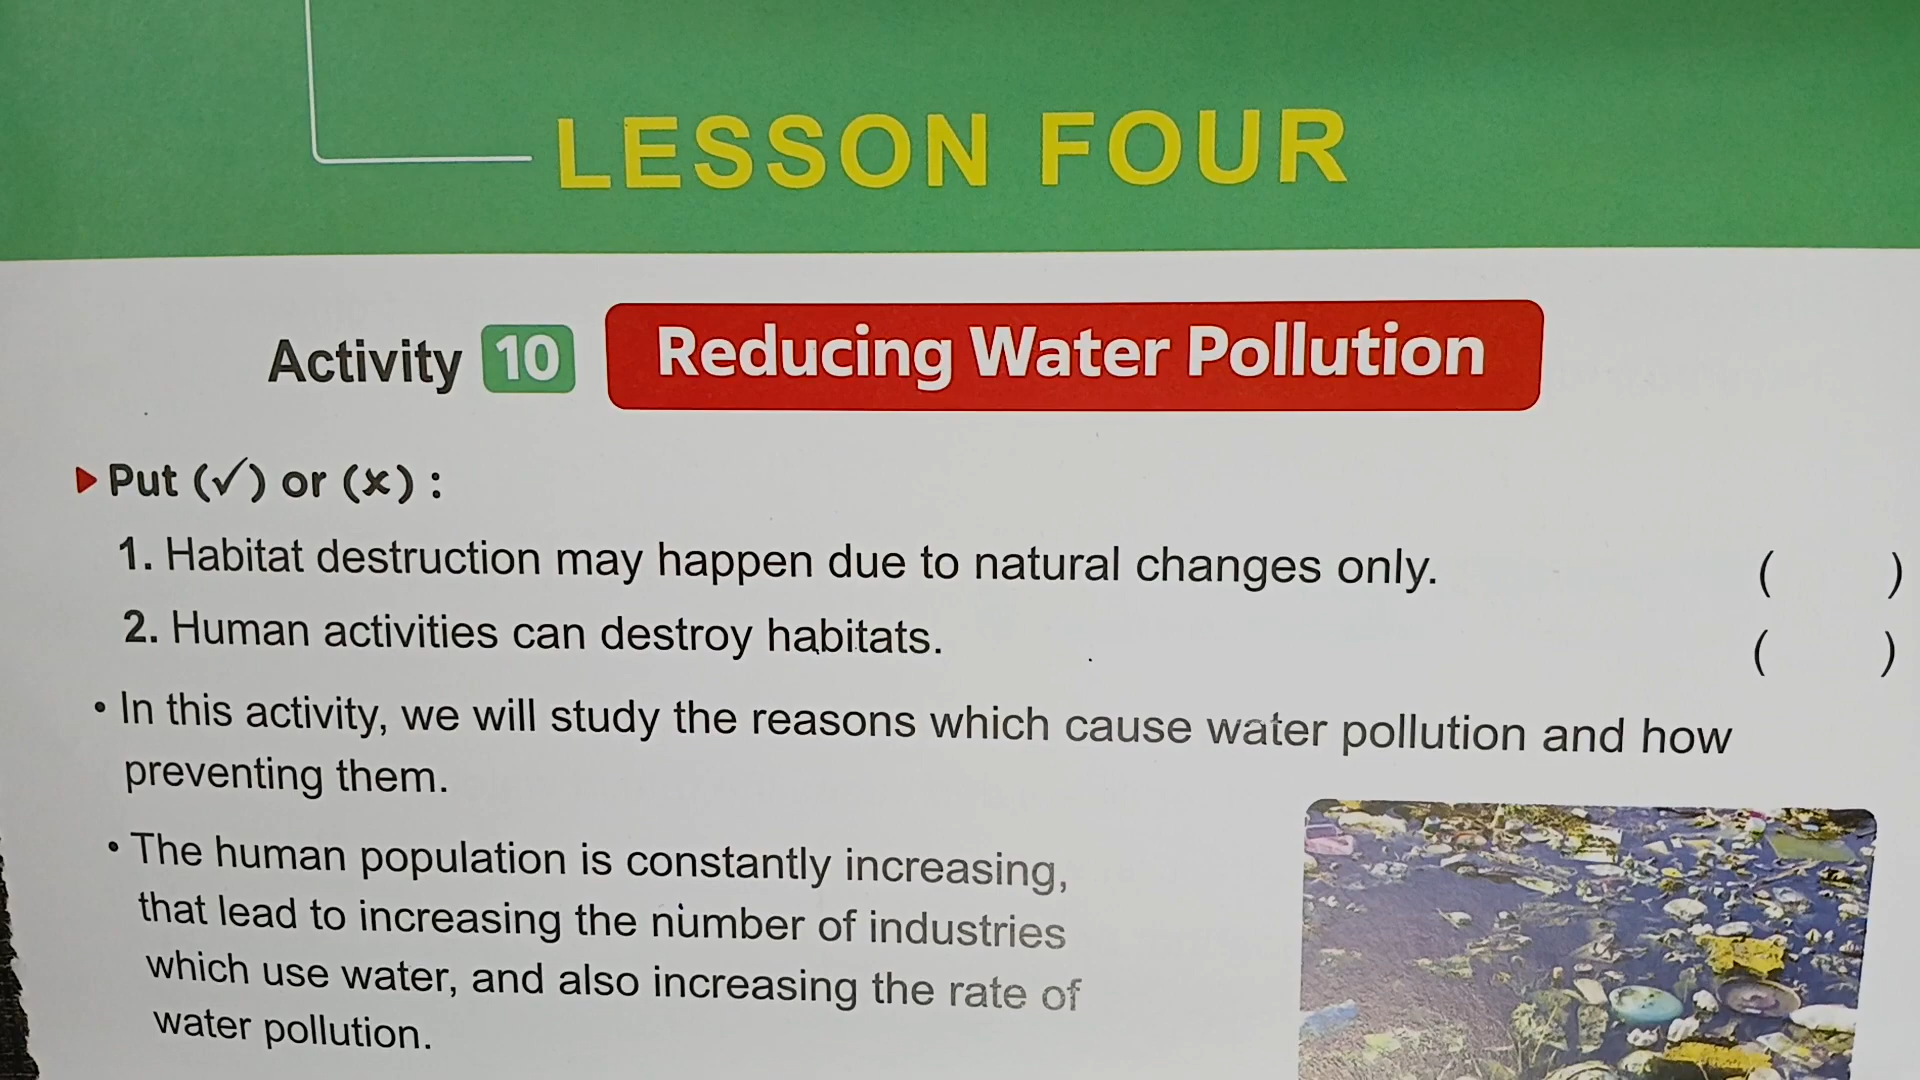 LESSON FOUR
Activity 10 Reducing Water Pollution
Put (✓) or (x) :
1. Habitat destruction may happen due to natural changes only. ( )
2. Human activities can destroy habitats. ( )
• In this activity, we will study the reasons which cause water pollution and how
preventing them.
• The human population is constantly increasing,
that lead to increasing the number of industries
which use water, and also increasing the rate of
water pollution.